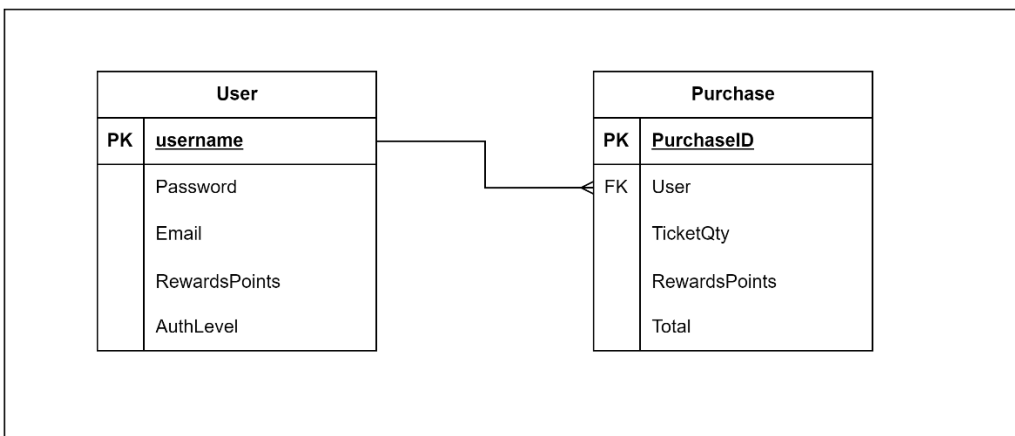 User
PK username
Password
Email
RewardsPoints
AuthLevel
Purchase
PK PurchaseID
FK User
TicketQty
RewardsPoints
Total